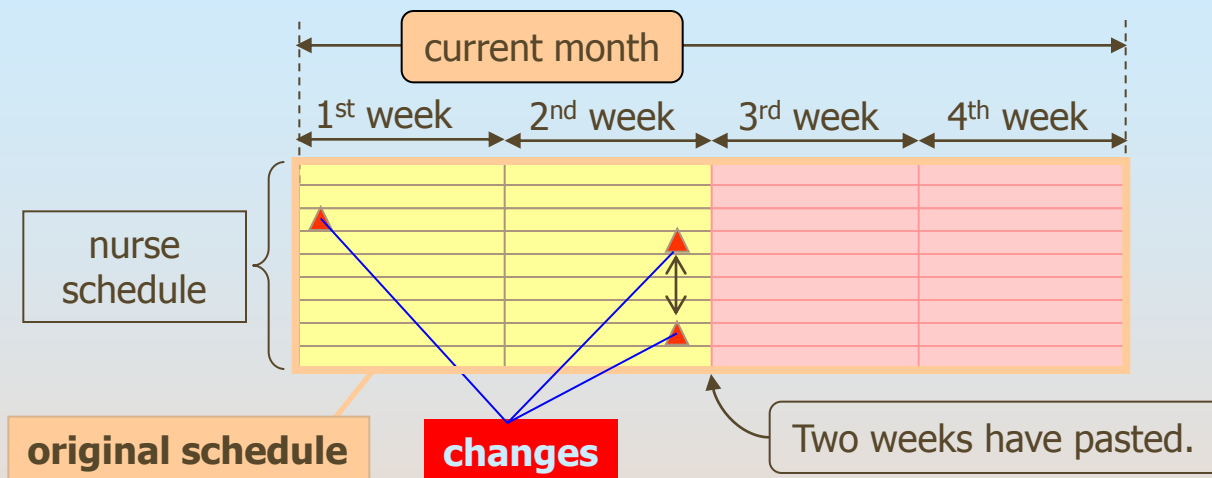 current month
1st week
2nd week
3rd week
4th week
nurse
schedule
original schedule
changes
Two weeks have pasted.